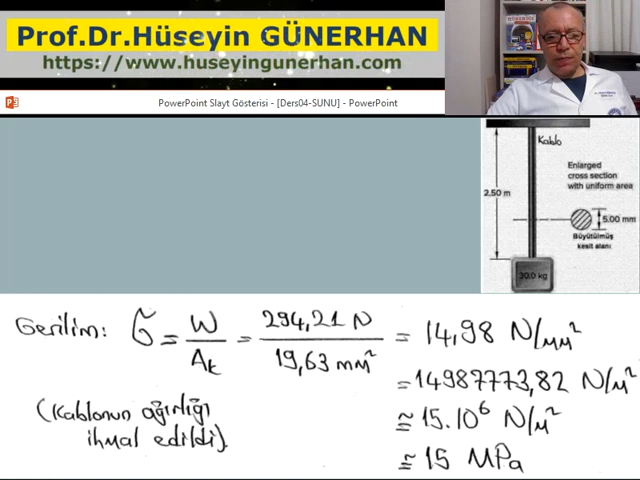 Prof.Dr.Hüseyin GÜNERHAN
https://www.huseyingunerhan.com
PowerPoint Slayt Gösterisi - [Ders04-SUNU] - PowerPoint
Kablo
Enlarged
cross section
with uniform area
2,50 m
5.00 mm
Büyütülmüş
kesit alanı
30.0 kg
Gerilim: σ = W / Ak = 294,21 N / 19,63 mm² = 14,98 N/mm²
= 14987773,82 N/m²
(Kablonun ağırlığı
ihmal edildi)
≅ 15.10⁶ N/m²
≅ 15 MPa